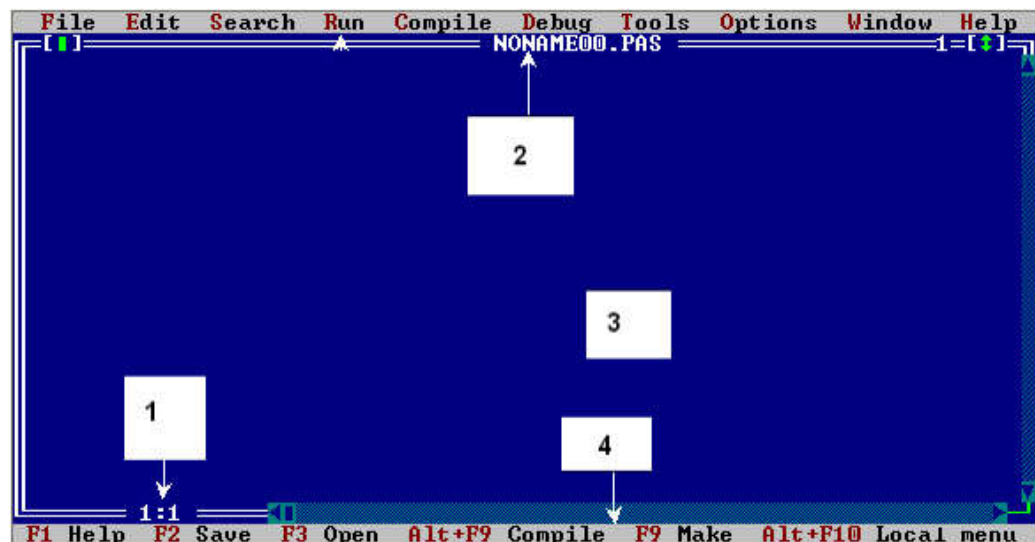 File Edit Search Run Compile Debug Tools Options Window Help
[ ] NONAME00.PAS 1=[↕]
2
3
1
4
1:1
F1 Help F2 Save F3 Open Alt+F9 Compile F9 Make Alt+F10 Local menu